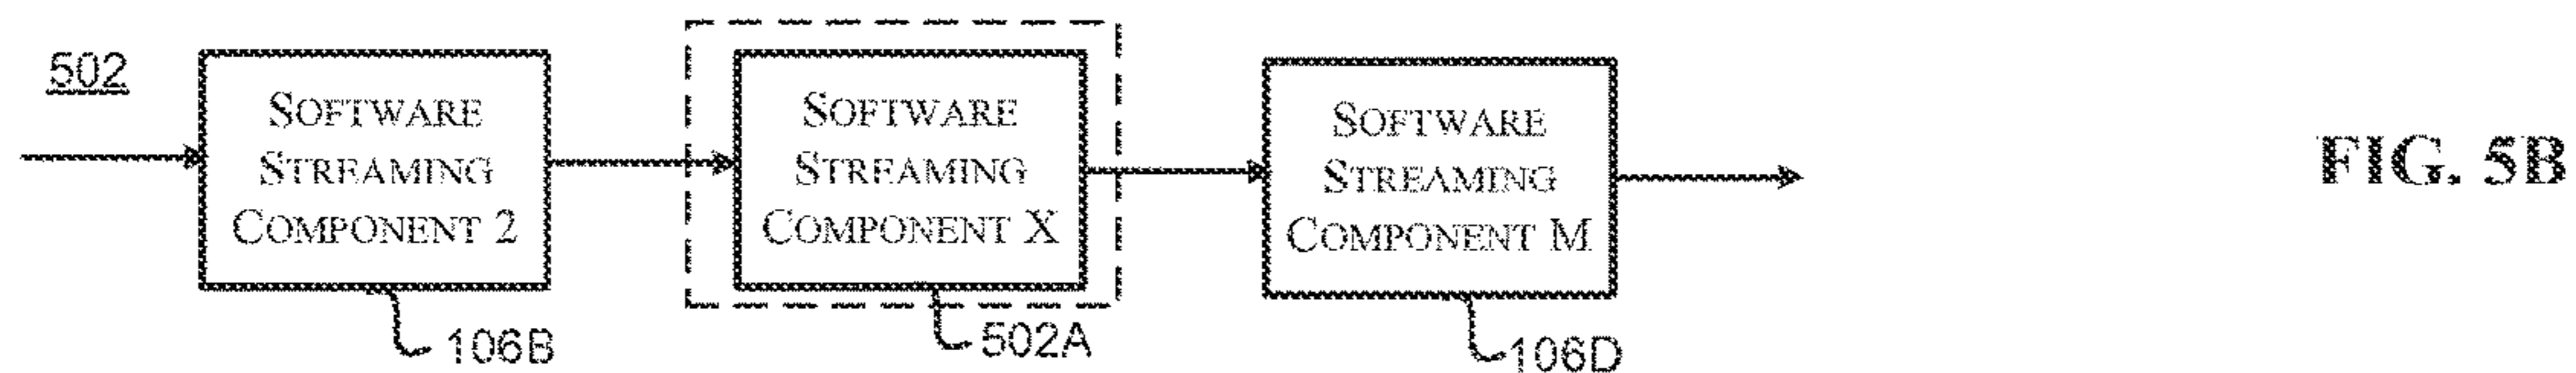 502
SOFTWARE
STREAMING
COMPONENT 2
106B
SOFTWARE
STREAMING
COMPONENT X
502A
SOFTWARE
STREAMING
COMPONENT M
106D
FIG. 5B